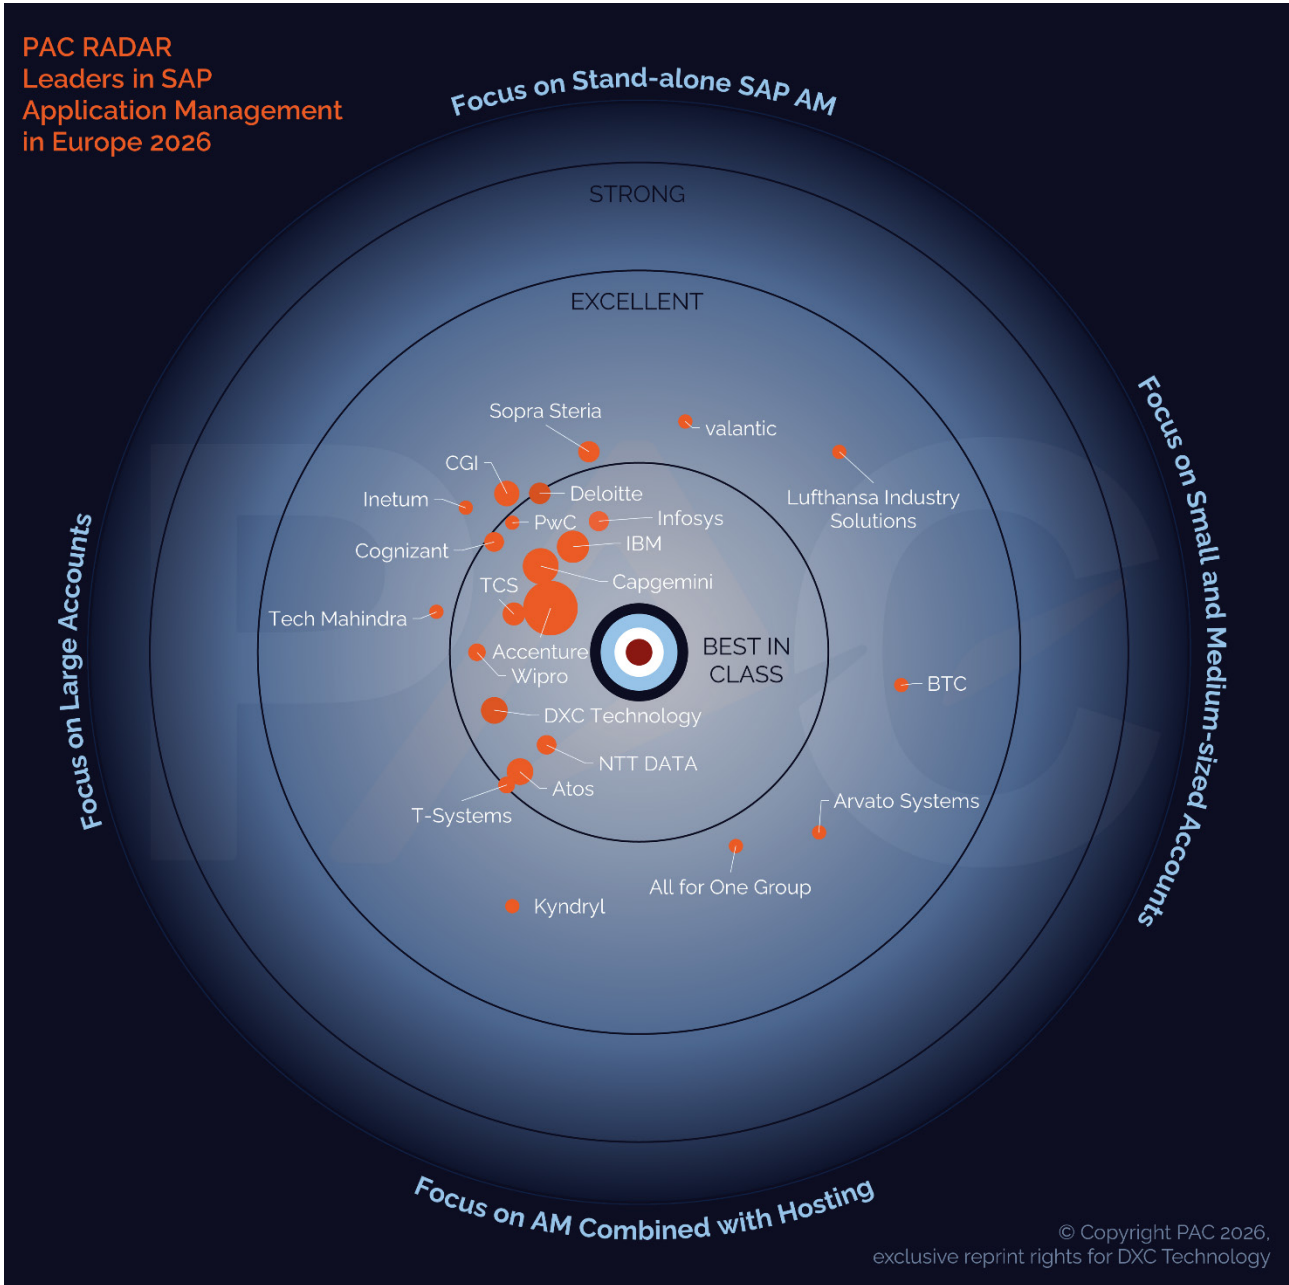 PAC RADAR
Leaders in SAP
Application Management
in Europe 2026
Focus on Stand-alone SAP AM
STRONG
EXCELLENT
Sopra Steria
valantic
CGI
Inetum
Deloitte
Lufthansa Industry
Solutions
PwC
Infosys
Cognizant
IBM
TCS
Capgemini
Tech Mahindra
Accenture
BEST IN
CLASS
Wipro
BTC
DXC Technology
NTT DATA
Atos
Arvato Systems
T-Systems
All for One Group
Kyndryl
Focus on Large Accounts
Focus on Small and Medium-sized Accounts
Focus on AM Combined with Hosting
PAC
© Copyright PAC 2026,
exclusive reprint rights for DXC Technology